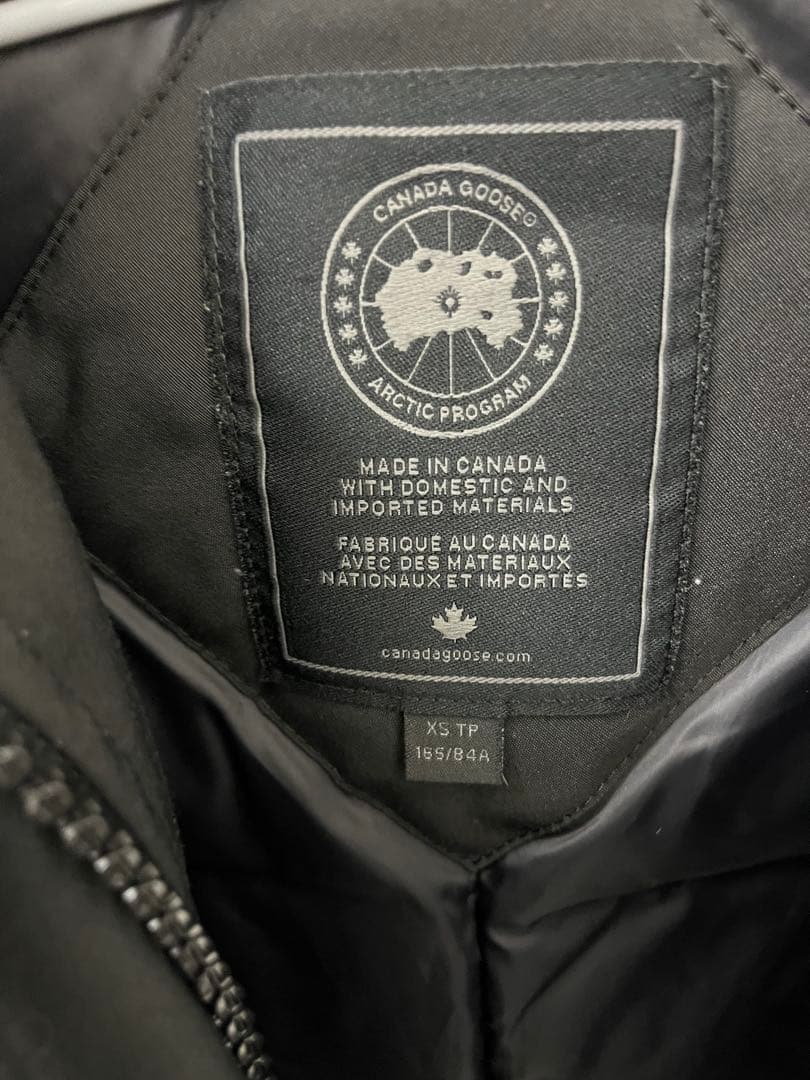 CANADA GOOSE®
ARCTIC PROGRAM
MADE IN CANADA
WITH DOMESTIC AND
IMPORTED MATERIALS
FABRIQUÉ AU CANADA
AVEC DES MATERIAUX
NATIONAUX ET IMPORTÉS
canadagoose.com
XS TP
165/84A